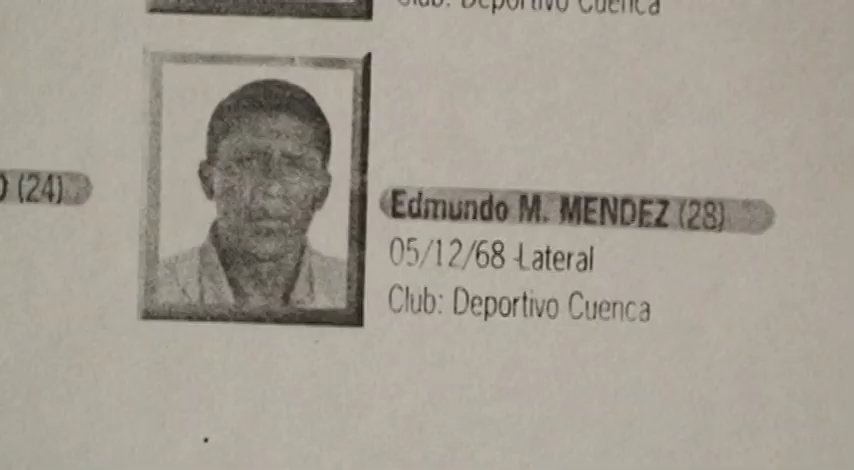 Club: Deportivo Cuenca
(24)
Edmundo M. MENDEZ (28)
05/12/68 -Lateral
Club: Deportivo Cuenca